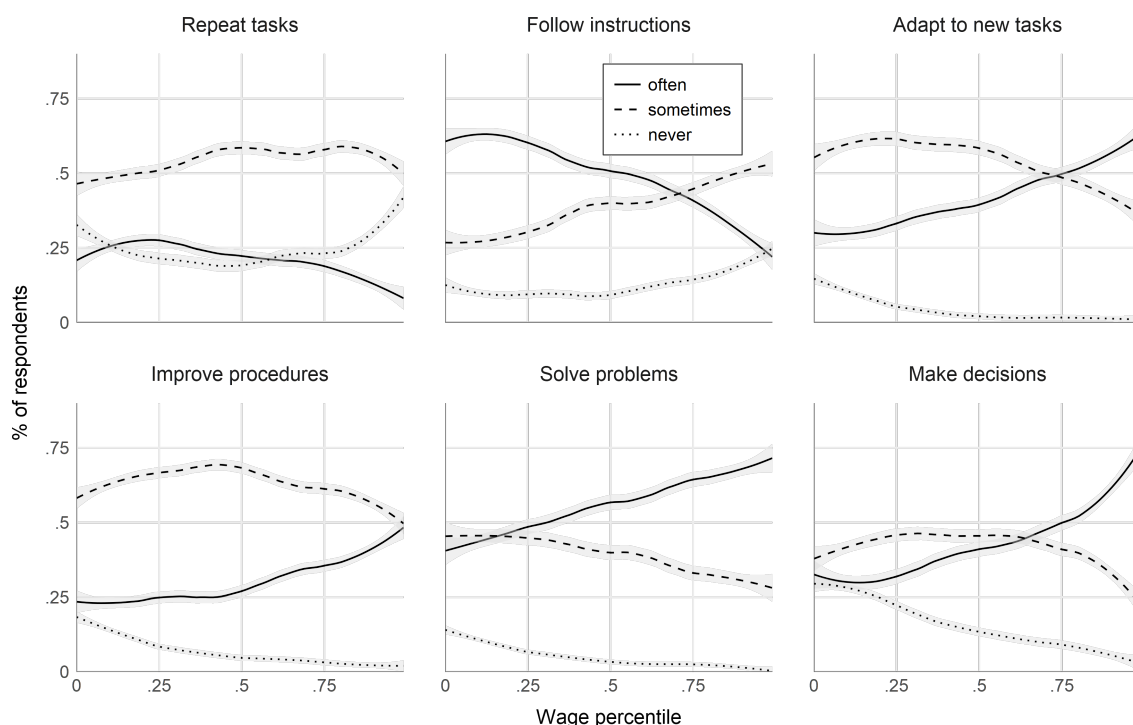 Repeat tasks
Follow instructions
Adapt to new tasks
often
sometimes
never
.75
.5
.25
0
% of respondents
Improve procedures
Solve problems
Make decisions
.75
.5
.25
0
0 .25 .5 .75
0 .25 .5 .75
0 .25 .5 .75
Wage percentile